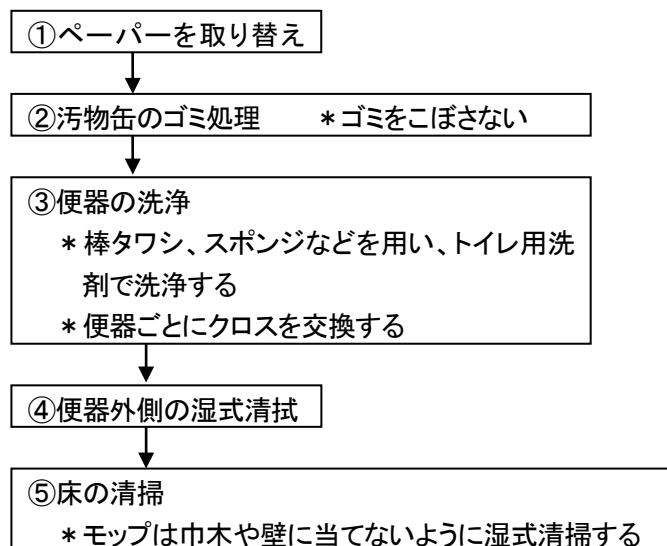 ①ペーパーを取り替え
②汚物缶のゴミ処理　　＊ゴミをこぼさない
③便器の洗浄
＊棒タワシ、スポンジなどを用い、トイレ用洗
剤で洗浄する
＊便器ごとにクロスを交換する
④便器外側の湿式清拭
⑤床の清掃
＊モップは巾木や壁に当てないように湿式清掃する